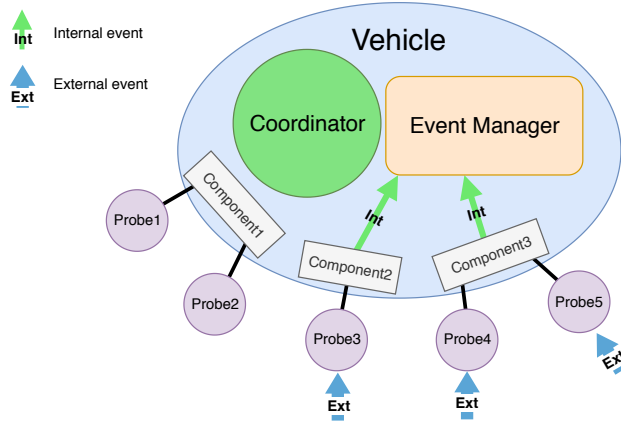 Int
Internal event
Ext
External event
Vehicle
Coordinator
Event Manager
Component1
Int
Int
Component2
Component3
Probe1
Probe2
Probe3
Probe4
Probe5
Ext
Ext
Ext